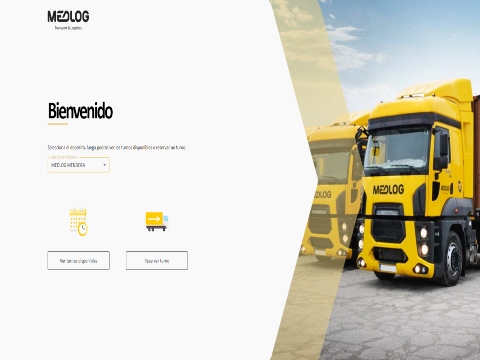 MEDLOG
Transport & Logistics
Bienvenido
Selecciona el depósito, luego podrás ver los turnos disponibles o reservar un turno.
MEDLOG MENDOZA
Ver turnos disponibles
Reservar turno
MEDLOG
MEDLOG